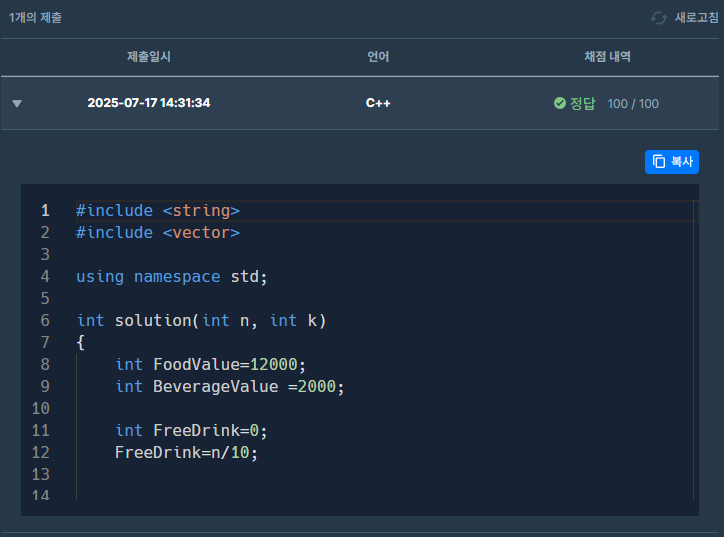 1개의 제출
새로고침
제출일시 언어 채점 내역
▼ 2025-07-17 14:31:34 C++ 정답 100 / 100
복사
1 #include <string>
2 #include <vector>
3
4 using namespace std;
5
6 int solution(int n, int k)
7 {
8     int FoodValue=12000;
9     int BeverageValue =2000;
10
11     int FreeDrink=0;
12     FreeDrink=n/10;
13
14